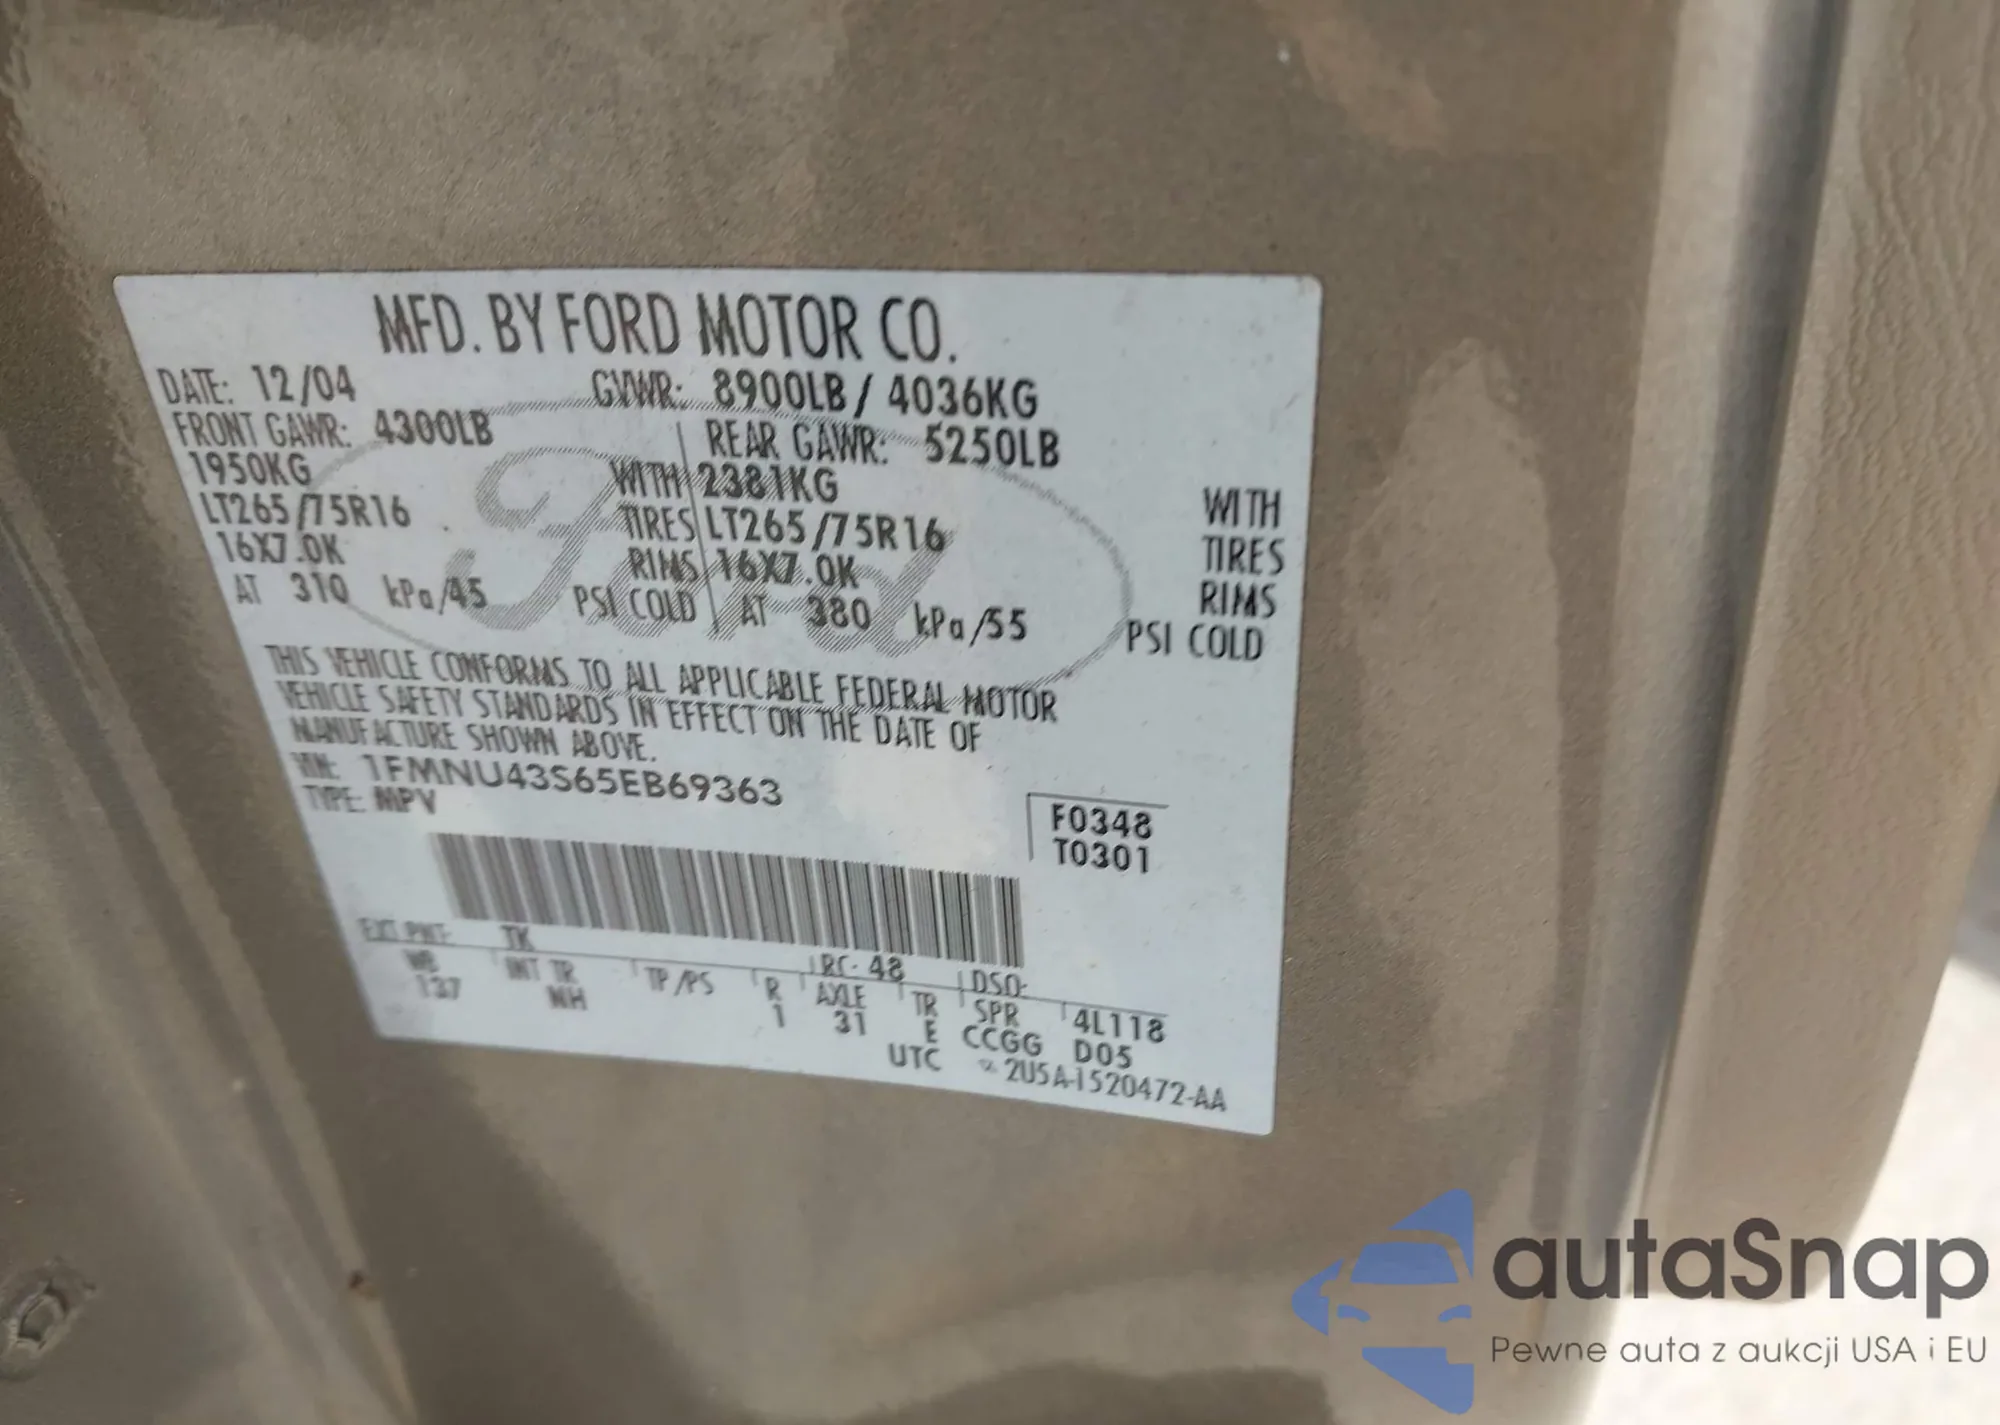 MFD. BY FORD MOTOR CO.
DATE: 12/04 GVWR: 8900LB / 4036KG
FRONT GAWR: 4300LB REAR GAWR: 5250LB
1950KG WITH 2381KG WITH
LT265/75R16 TIRES LT265/75R16 TIRES
16X7.0K RIMS 16X7.0K RIMS
AT 310 kPa/45 PSI COLD AT 380 kPa/55 PSI COLD
Ford
THIS VEHICLE CONFORMS TO ALL APPLICABLE FEDERAL MOTOR
VEHICLE SAFETY STANDARDS IN EFFECT ON THE DATE OF
MANUFACTURE SHOWN ABOVE.
VIN: 1FMNU43S65EB69363
TYPE: MPV
F0348
T0301
EXT PNT: TK RC: 48 DSO:
WB INT TR TP/PS R AXLE TR SPR 4L118
137 NH 1 31 E CCGG D05
UTC 2U5A-1520472-AA
autaSnap
Pewne auta z aukcji USA i EU